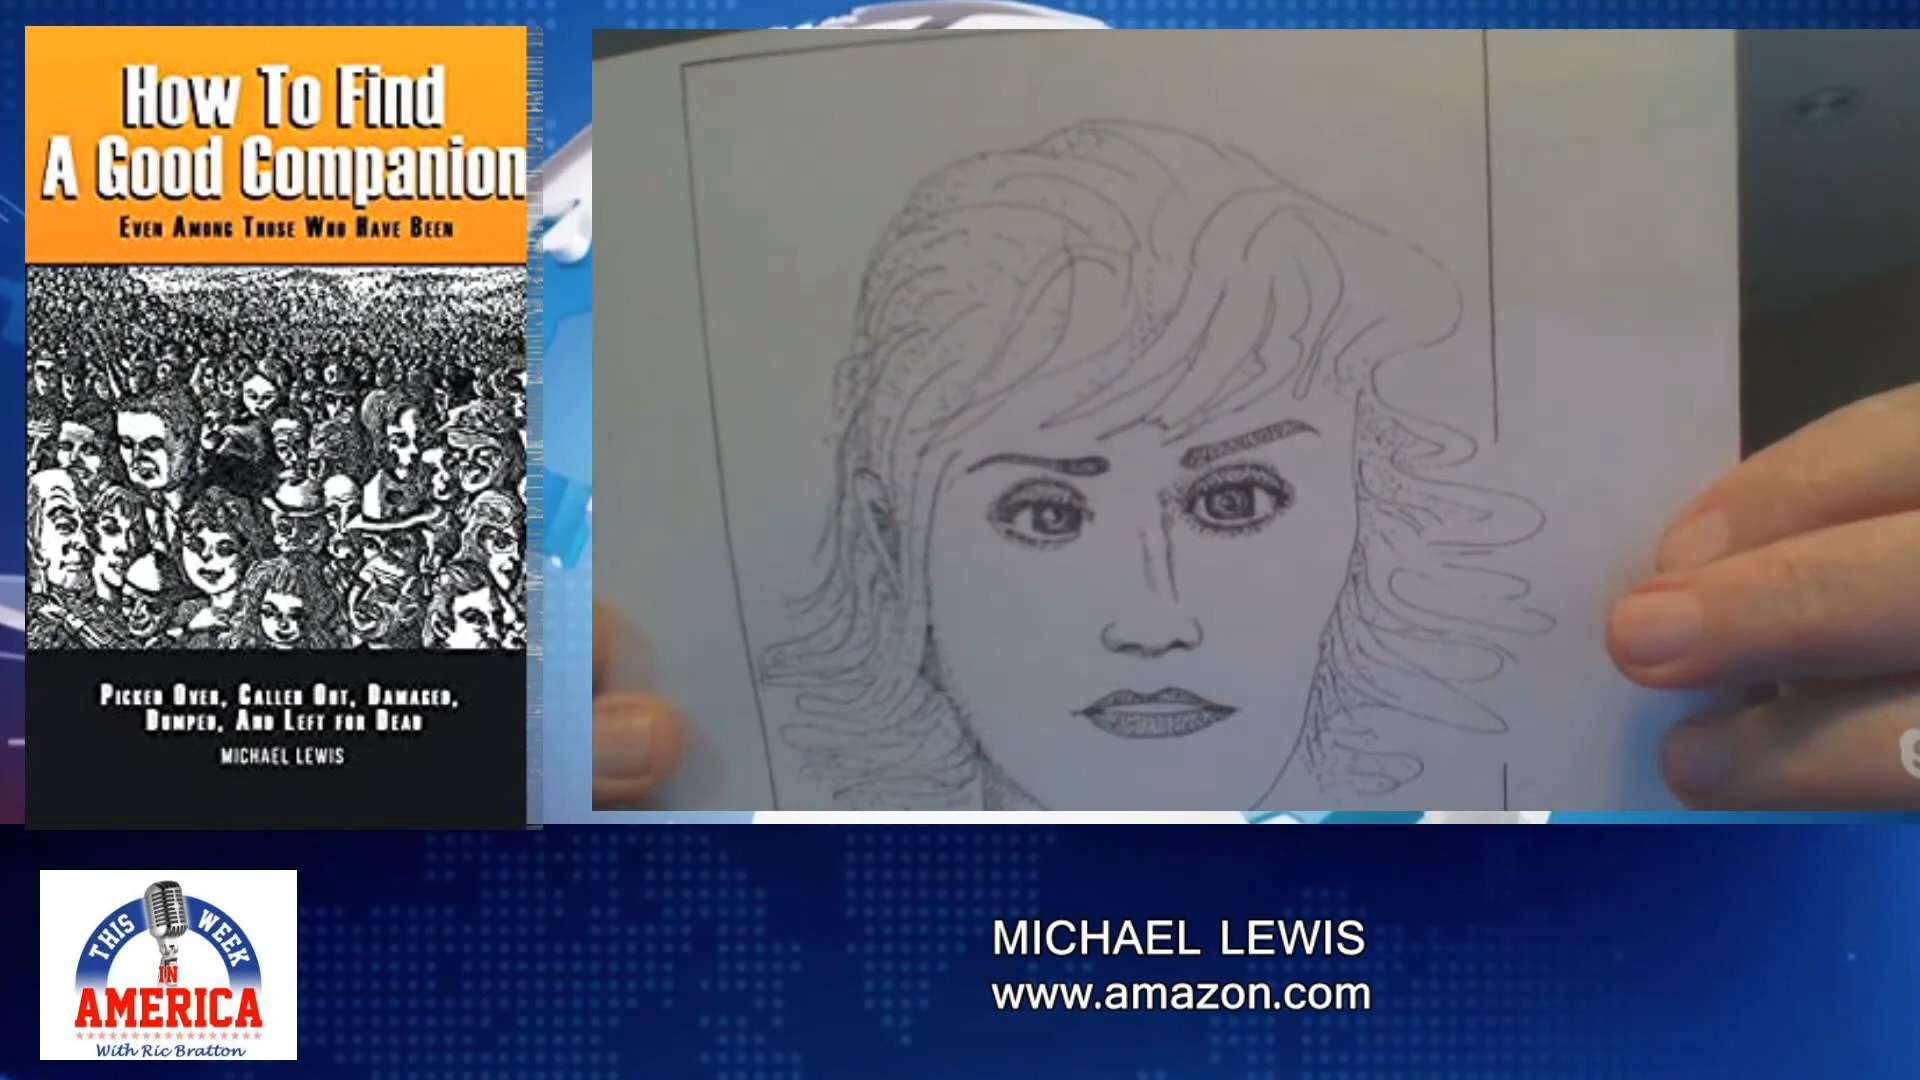 How To Find
A Good Companion
EVEN AMONG THOSE WHO HAVE BEEN
PICKED OVER, CALLED OUT, DAMAGED,
DUMPED, AND LEFT FOR DEAD
MICHAEL LEWIS
THIS WEEK
IN
AMERICA
With Ric Bratton
MICHAEL LEWIS
www.amazon.com